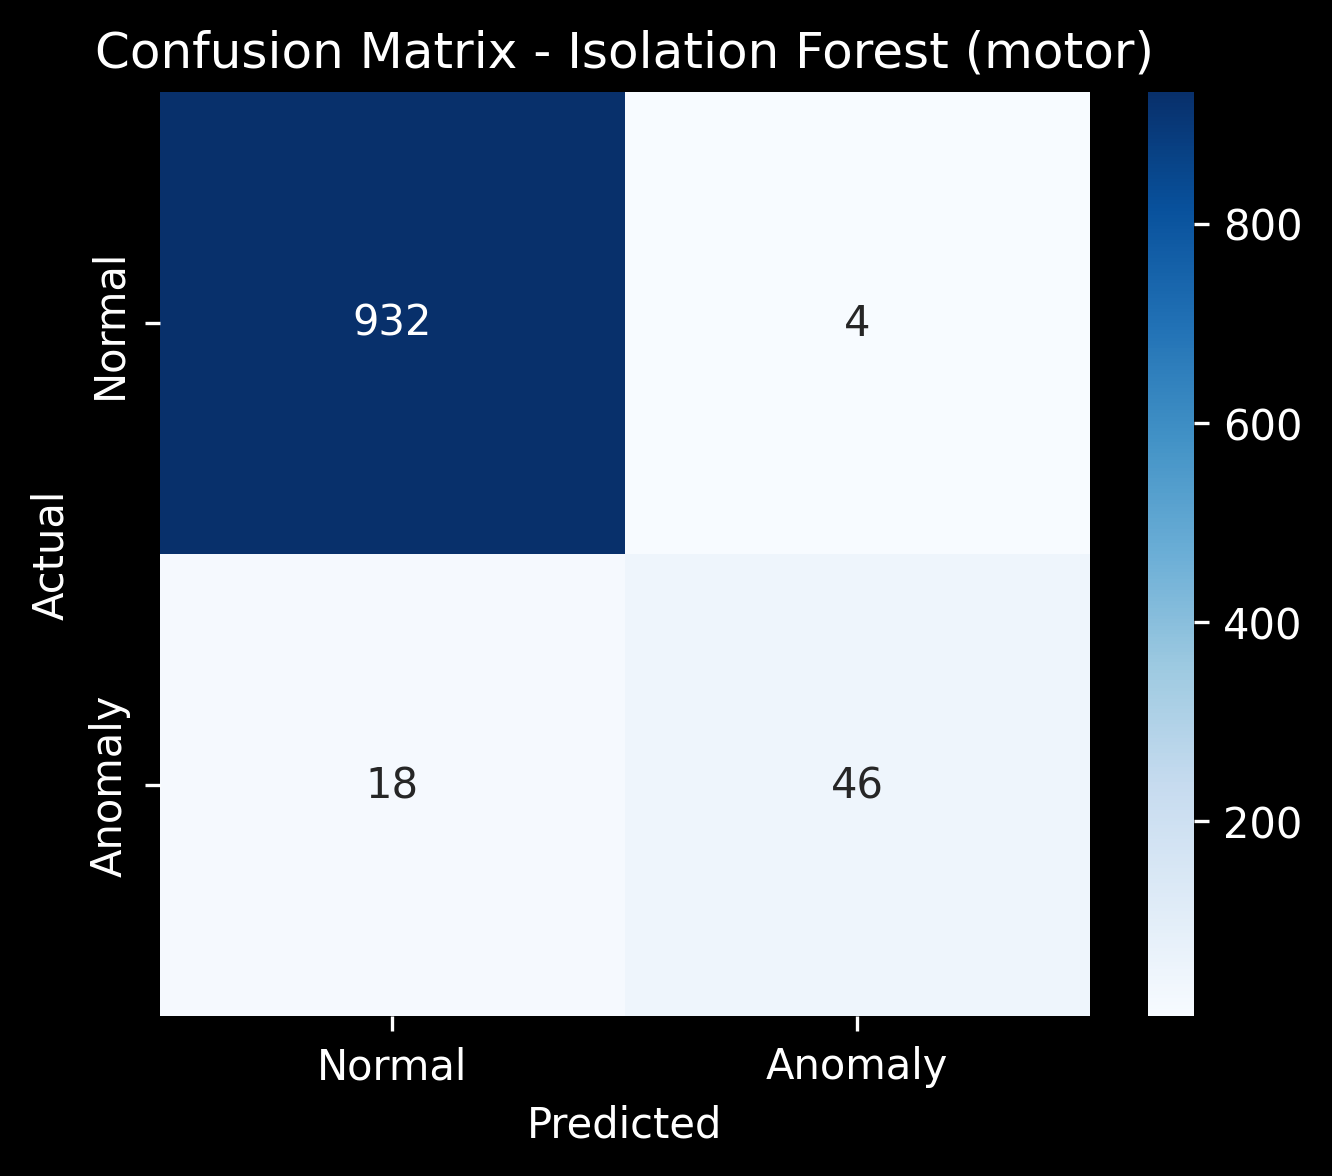 Confusion Matrix - Isolation Forest (motor)
Actual
Normal
932
4
Anomaly
18
46
Normal
Anomaly
Predicted
800
600
400
200